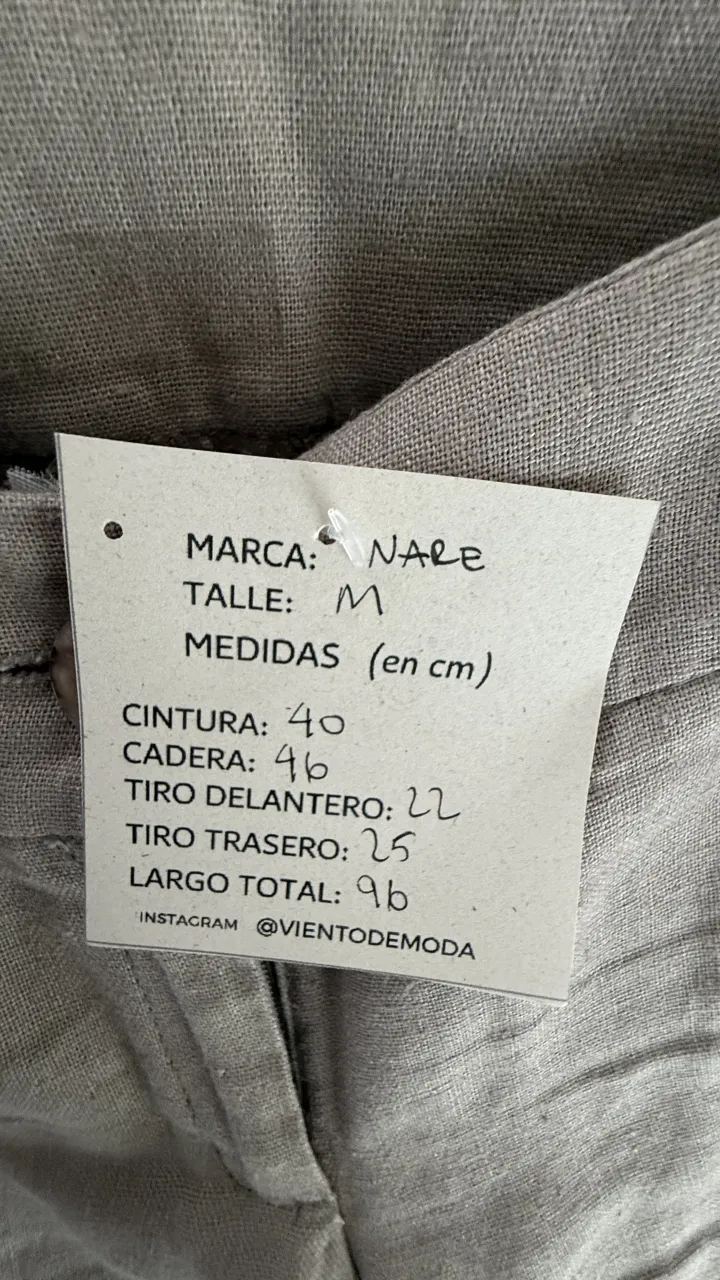 MARCA: NARE
TALLE: M
MEDIDAS (en cm)
CINTURA: 40
CADERA: 46
TIRO DELANTERO: 22
TIRO TRASERO: 25
LARGO TOTAL: 96
INSTAGRAM @VIENTODEMODA